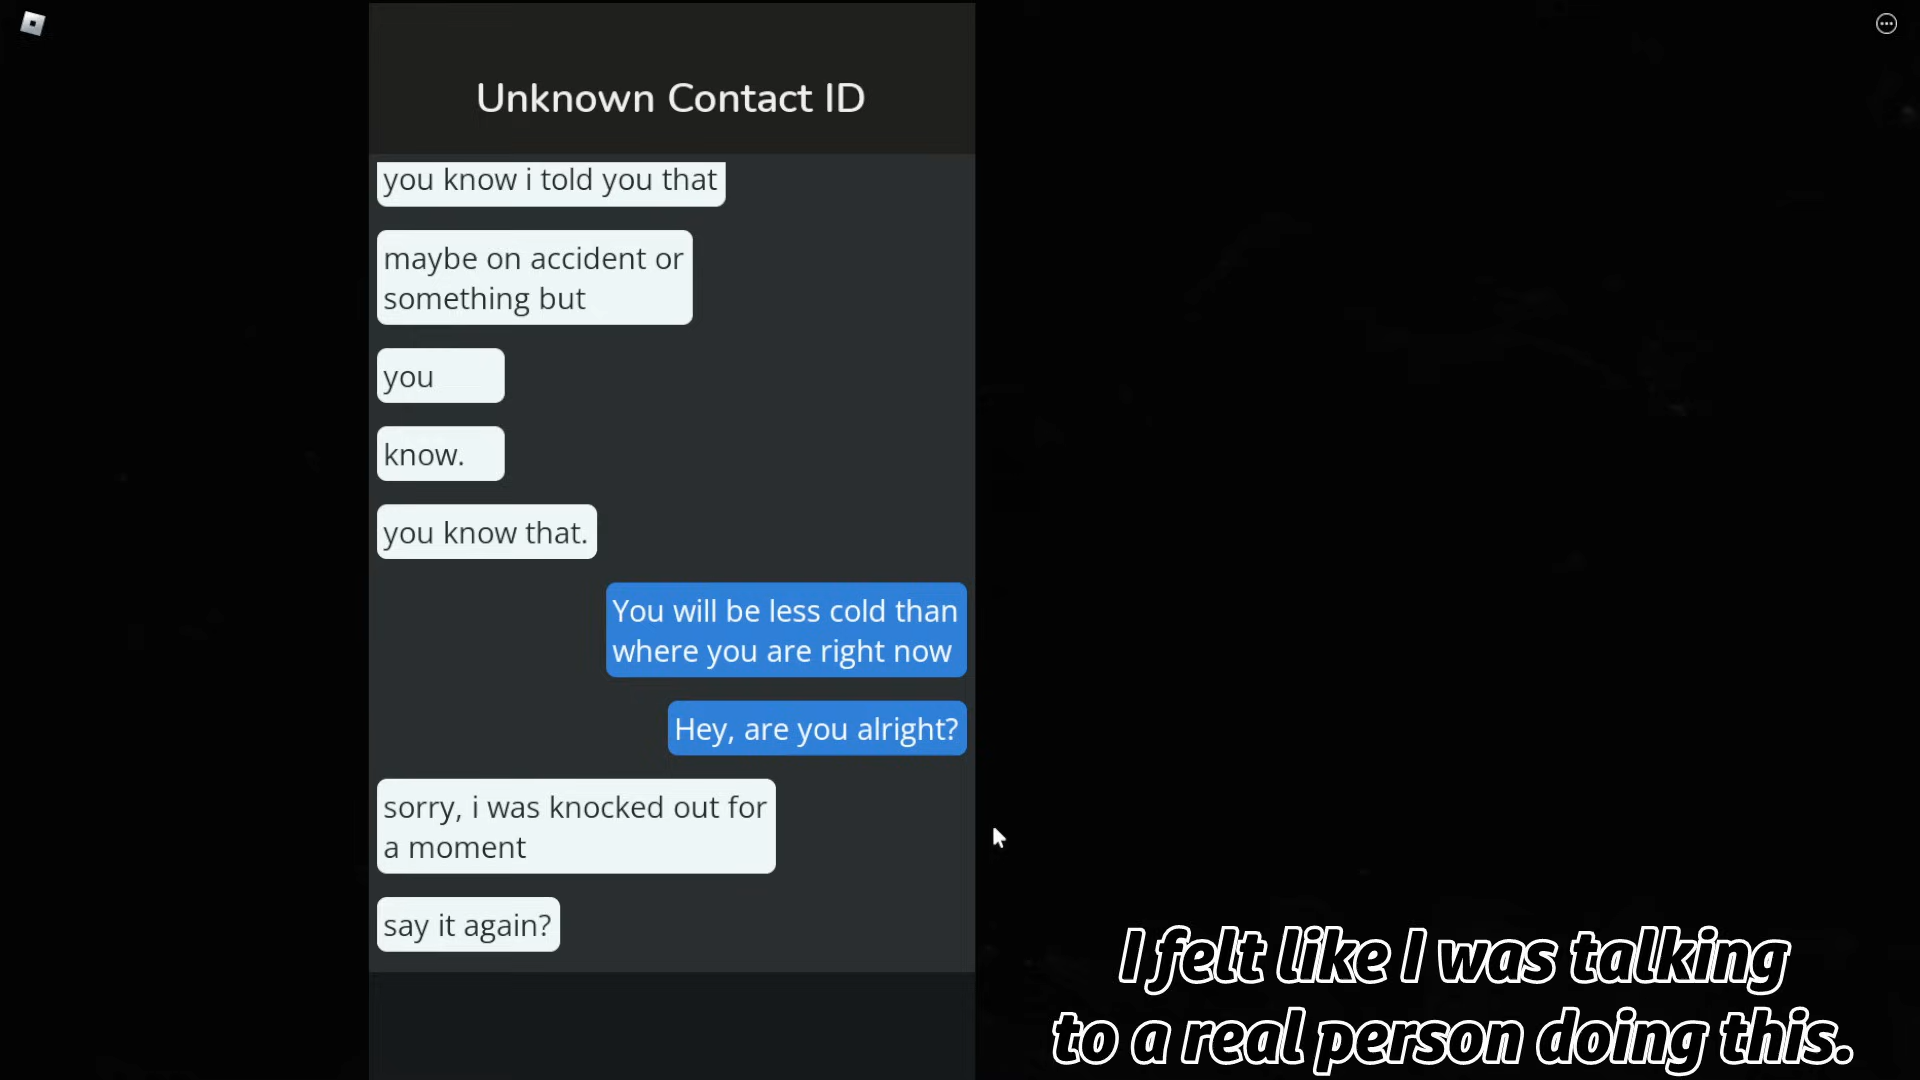 Unknown Contact ID
you know i told you that
maybe on accident or
something but
you
know.
you know that.
You will be less cold than
where you are right now
Hey, are you alright?
sorry, i was knocked out for
a moment
say it again?
I felt like I was talking
to a real person doing this.